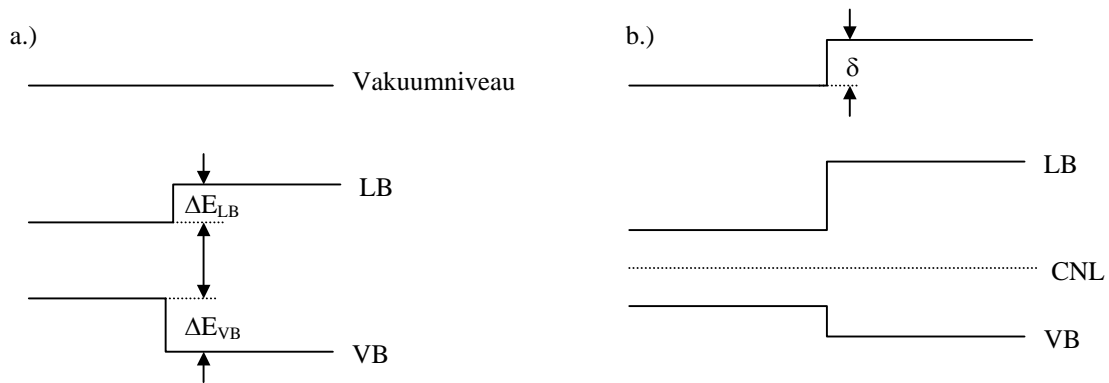 a.)
Vakuumniveau
LB
ΔE_LB
ΔE_VB
VB
b.)
δ
LB
CNL
VB